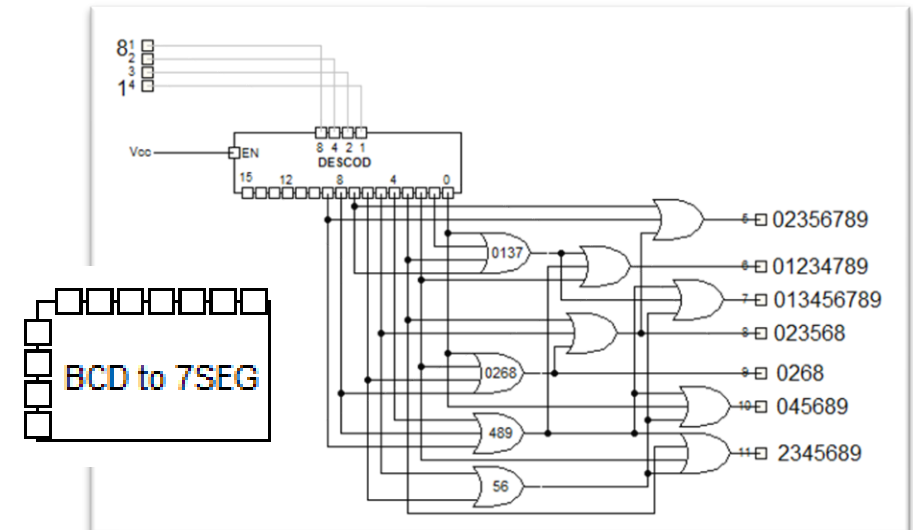 81
2
3
14
Vcc
EN
8 4 2 1
DESCOD
15 12 8 4 0
5 02356789
0137
6 01234789
7 013456789
8 023568
BCD to 7SEG
0268
9 0268
10 045689
489
11 2345689
56